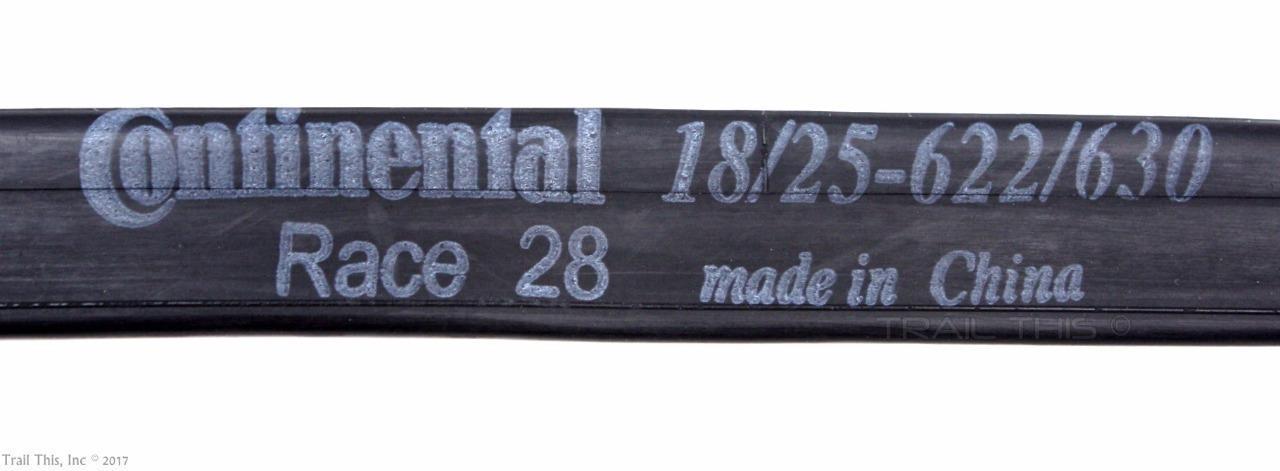 Continental 18/25-622/630
Race 28 made in China
TRAIL THIS ©
Trail This, Inc © 2017